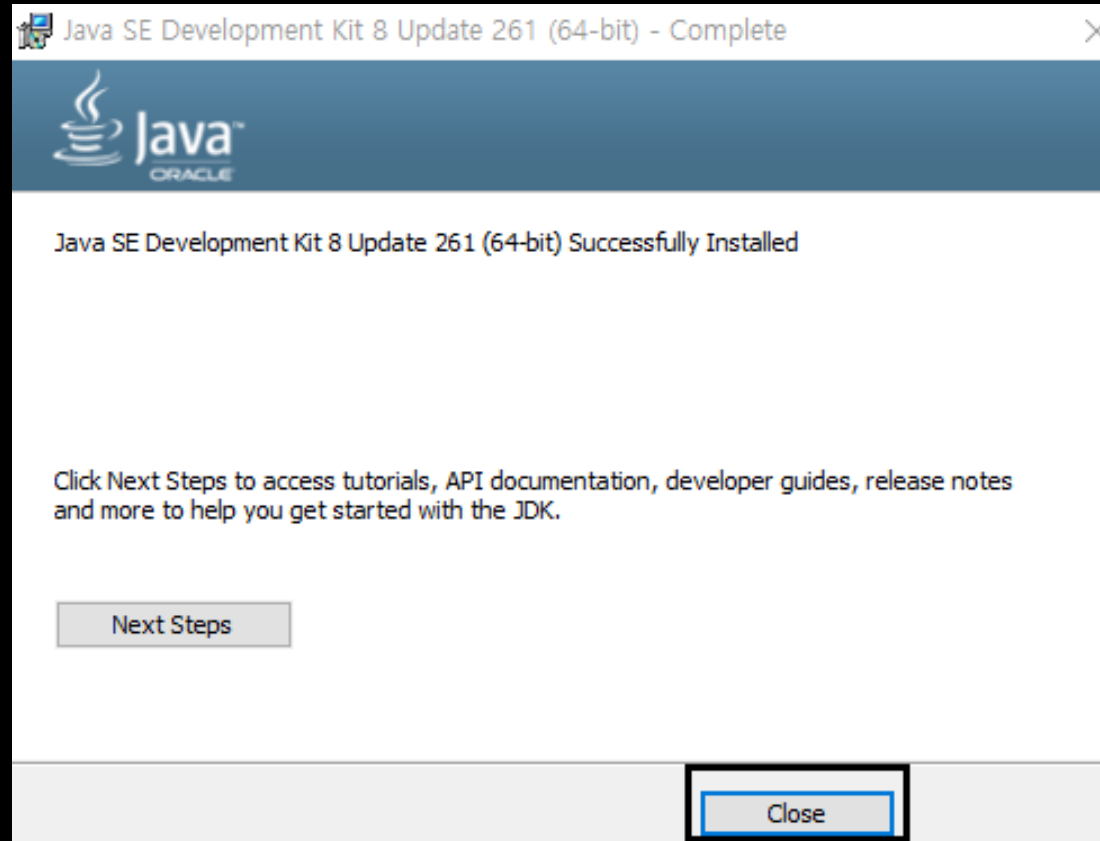 Java SE Development Kit 8 Update 261 (64-bit) - Complete
Java™
ORACLE
Java SE Development Kit 8 Update 261 (64-bit) Successfully Installed
Click Next Steps to access tutorials, API documentation, developer guides, release notes
and more to help you get started with the JDK.
Next Steps
Close